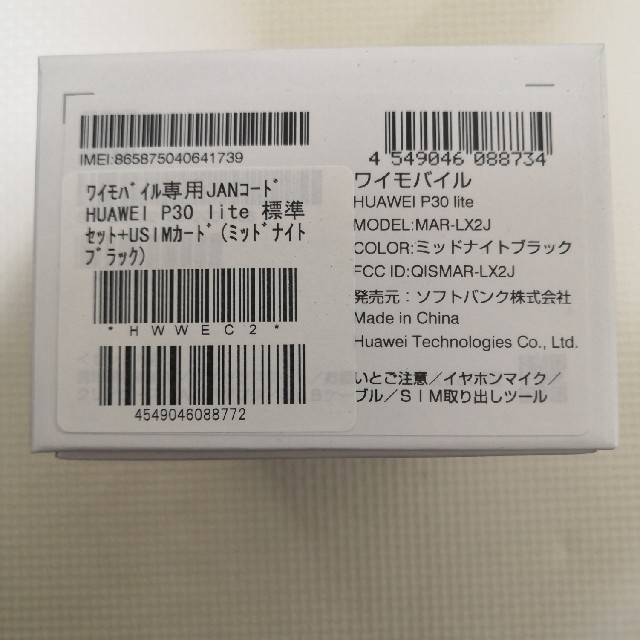 IMEI:865875040641739
4 549046 088734
ワイモバイル専用JANコード
HUAWEI P30 lite 標準
セット+USIMカード(ミッドナイト
ブラック)
*HWWEC2*
4549046088772
ワイモバイル
HUAWEI P30 lite
MODEL:MAR-LX2J
COLOR:ミッドナイトブラック
FCC ID:QISMAR-LX2J
発売元：ソフトバンク株式会社
Made in China
Huawei Technologies Co., Ltd.
いとご注意／イヤホンマイク／
ブル／SIM取り出しツール